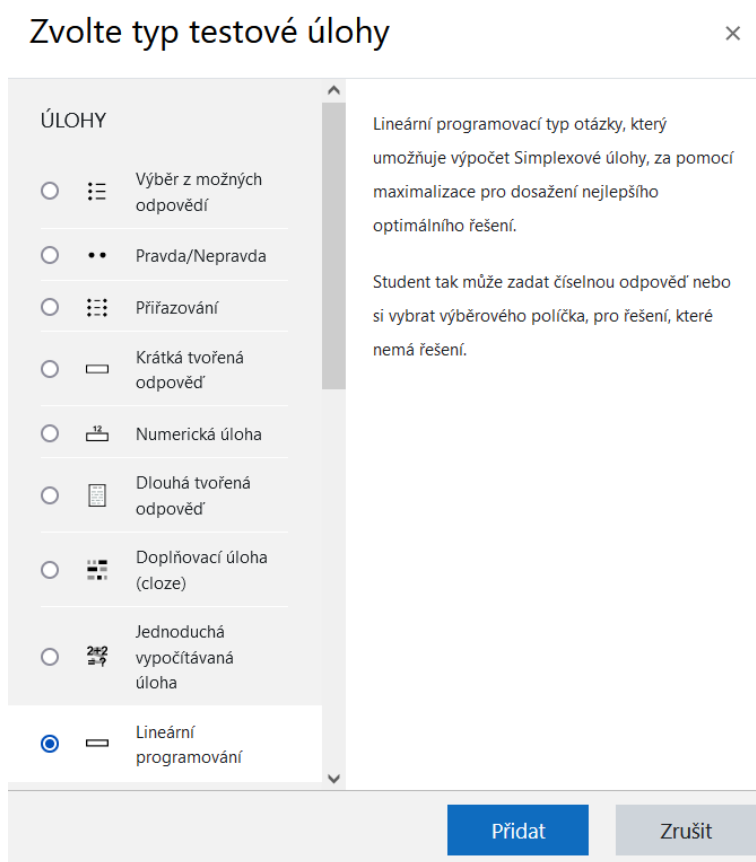 Zvolte typ testové úlohy
×
ÚLOHY
Výběr z možných
odpovědí
Pravda/Nepravda
Přiřazování
Krátká tvořená
odpověď
12
Numerická úloha
Dlouhá tvořená
odpověď
Doplňovací úloha
(cloze)
2+2
=?
Jednoduchá
vypočítávaná
úloha
Lineární
programování
Lineární programovací typ otázky, který
umožňuje výpočet Simplexové úlohy, za pomocí
maximalizace pro dosažení nejlepšího
optimálního řešení.
Student tak může zadat číselnou odpověď nebo
si vybrat výběrového políčka, pro řešení, které
nemá řešení.
Přidat
Zrušit